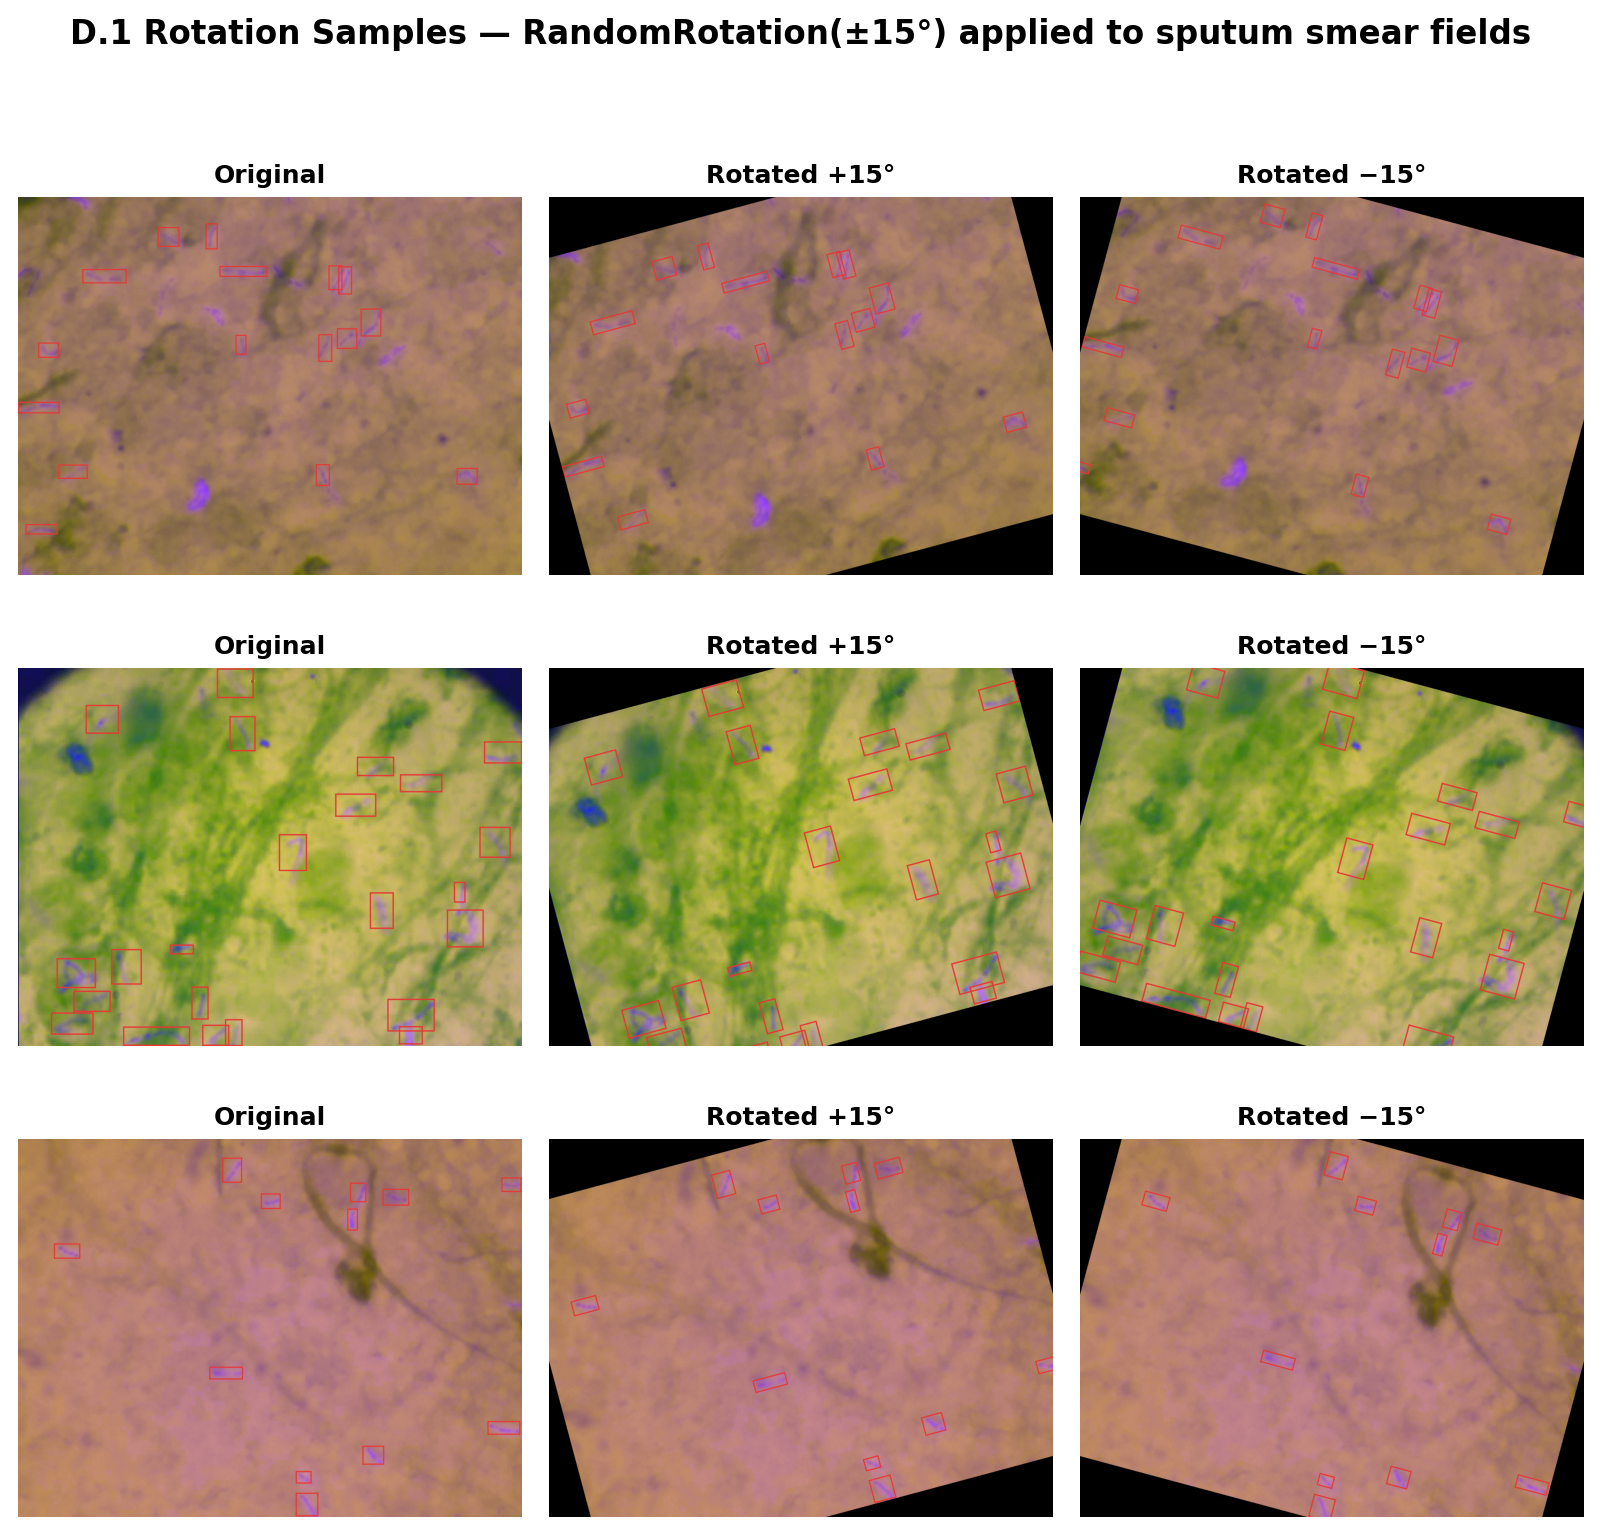 D.1 Rotation Samples — RandomRotation(±15°) applied to sputum smear fields
Original
Rotated +15°
Rotated −15°
Original
Rotated +15°
Rotated −15°
Original
Rotated +15°
Rotated −15°